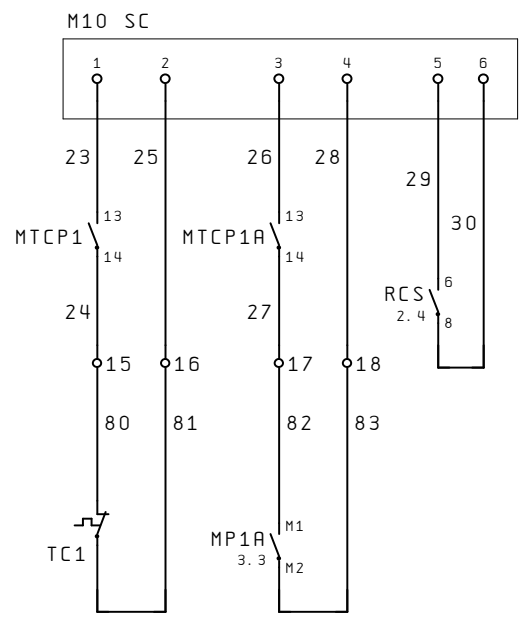 M10 SC
1 2 3 4 5 6
23 25 26 28
29
30
13 13
MTCP1 MTCP1A
14 14
6
RCS
2.4 8
24 27
15 16 17 18
80 81 82 83
M1
MP1A
TC1 3.3 M2